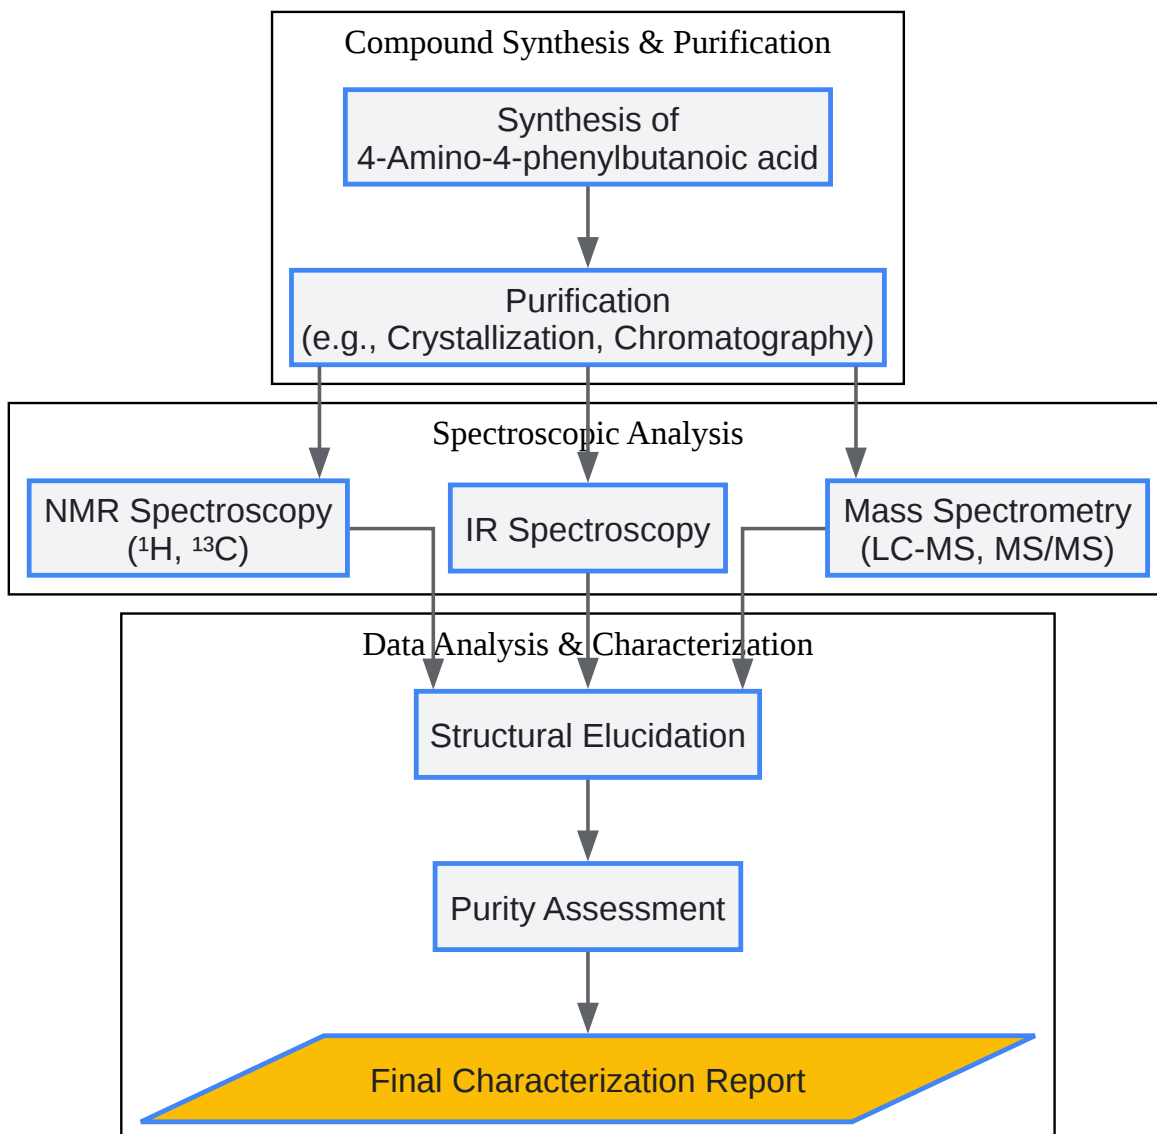 Compound Synthesis & Purification
Synthesis of
4-Amino-4-phenylbutanoic acid
Purification
(e.g., Crystallization, Chromatography)
Spectroscopic Analysis
NMR Spectroscopy
(¹H, ¹³C)
IR Spectroscopy
Mass Spectrometry
(LC-MS, MS/MS)
Data Analysis & Characterization
Structural Elucidation
Purity Assessment
Final Characterization Report